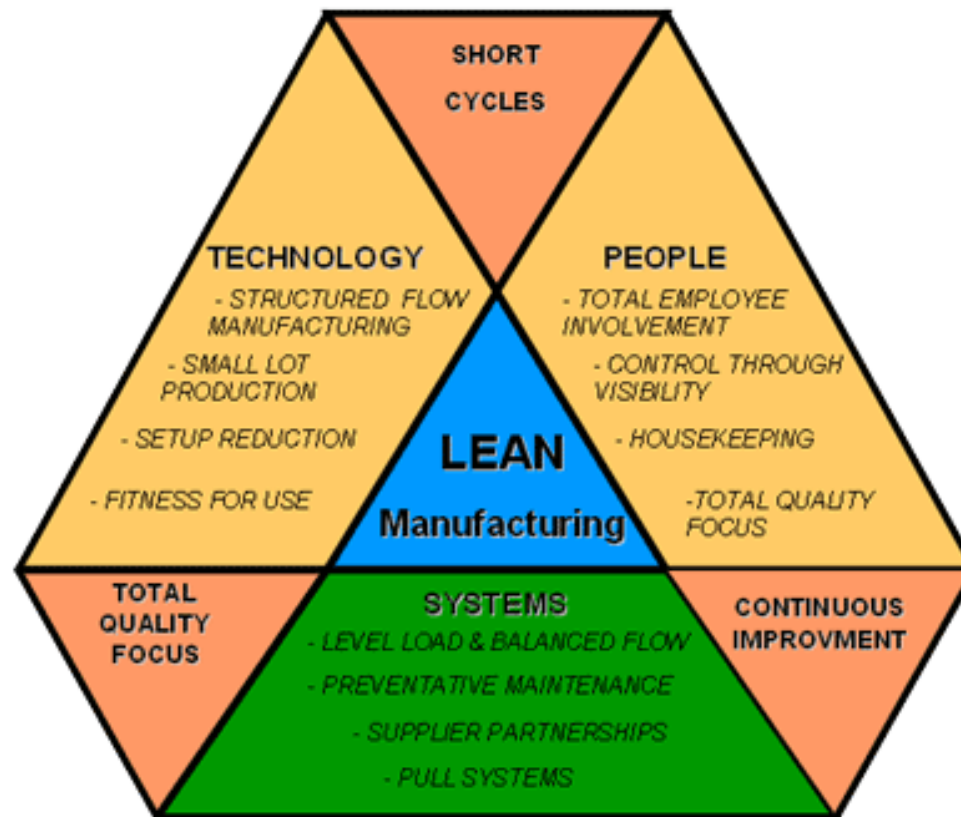 SHORT
CYCLES
TECHNOLOGY
- STRUCTURED FLOW
MANUFACTURING
- SMALL LOT
PRODUCTION
- SETUP REDUCTION
- FITNESS FOR USE
PEOPLE
- TOTAL EMPLOYEE
INVOLVEMENT
- CONTROL THROUGH
VISIBILITY
- HOUSEKEEPING
-TOTAL QUALITY
FOCUS
LEAN
Manufacturing
TOTAL
QUALITY
FOCUS
SYSTEMS
- LEVEL LOAD & BALANCED FLOW
- PREVENTATIVE MAINTENANCE
- SUPPLIER PARTNERSHIPS
- PULL SYSTEMS
CONTINUOUS
IMPROVMENT